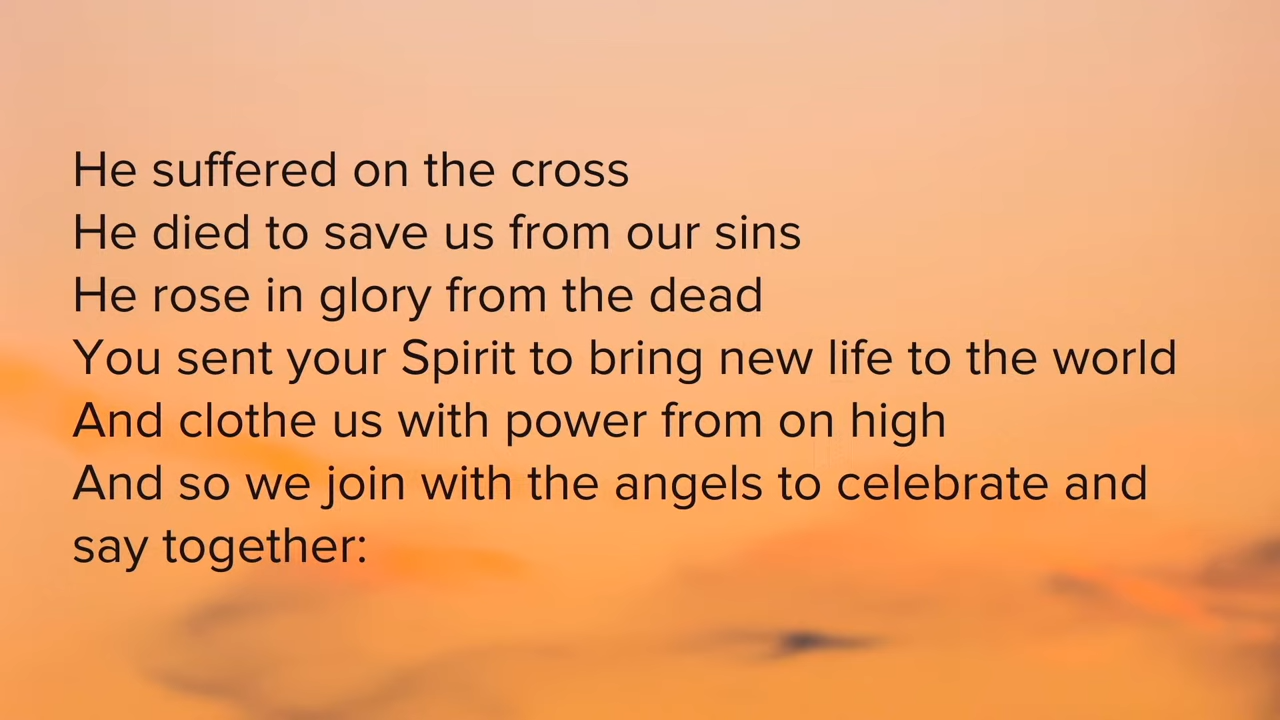 He suffered on the cross
He died to save us from our sins
He rose in glory from the dead
You sent your Spirit to bring new life to the world
And clothe us with power from on high
And so we join with the angels to celebrate and
say together: